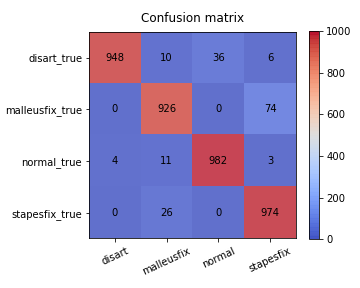 Confusion matrix
disart_true 948 10 36 6
malleusfix_true 0 926 0 74
normal_true 4 11 982 3
stapesfix_true 0 26 0 974
disart malleusfix normal stapesfix
1000
800
600
400
200
0